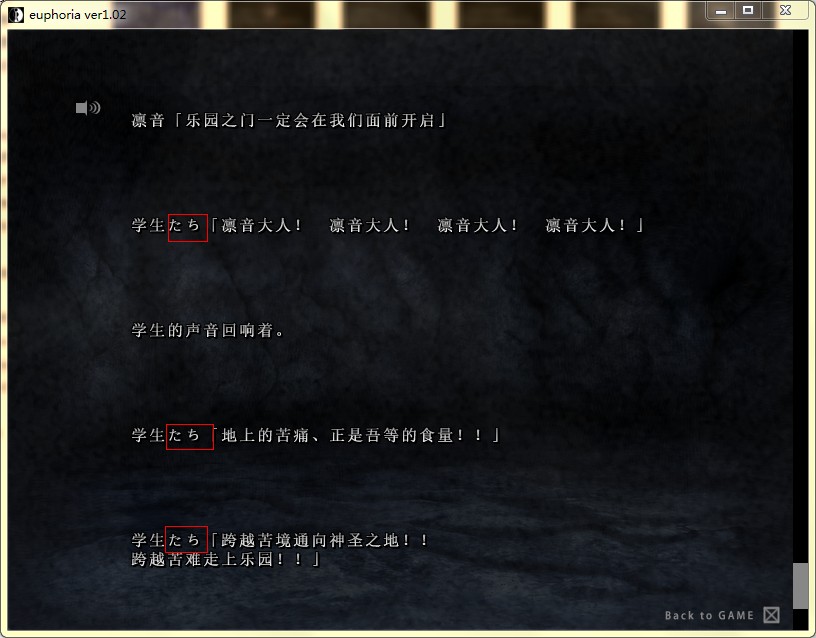 euphoria ver1.02
凛音「乐园之门一定会在我们面前开启」
学生たち「凛音大人！　凛音大人！　凛音大人！　凛音大人！」
学生的声音回响着。
学生たち「地上的苦痛、正是吾等的食量！！」
学生たち「跨越苦境通向神圣之地！！
跨越苦难走上乐园！！」
Back to GAME